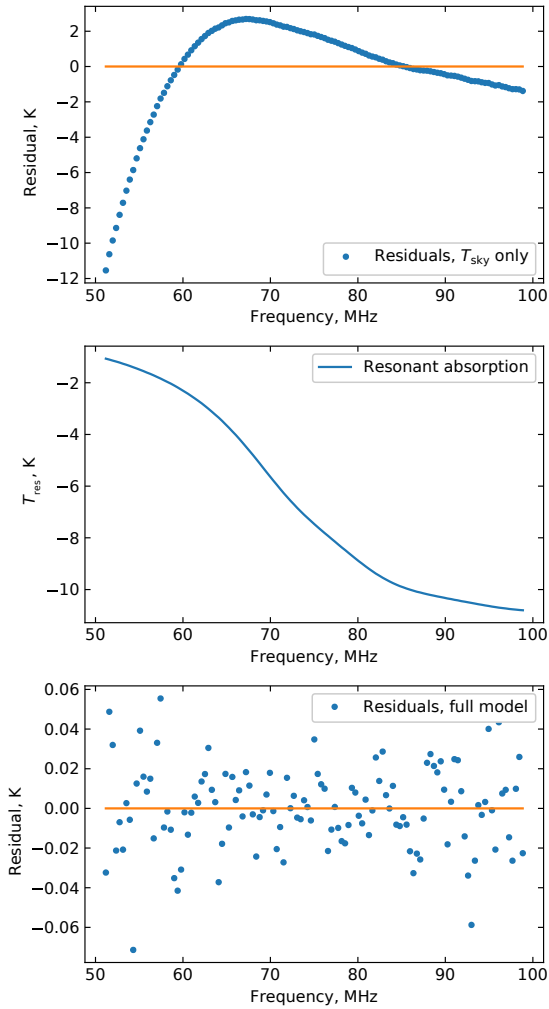 2
0
−2
−4
−6
−8
−10
−12
Residual, K
Residuals, T_sky only
50 60 70 80 90 100
Frequency, MHz
−2
−4
−6
−8
−10
T_res, K
Resonant absorption
50 60 70 80 90 100
Frequency, MHz
0.06
0.04
0.02
0.00
−0.02
−0.04
−0.06
Residual, K
Residuals, full model
50 60 70 80 90 100
Frequency, MHz